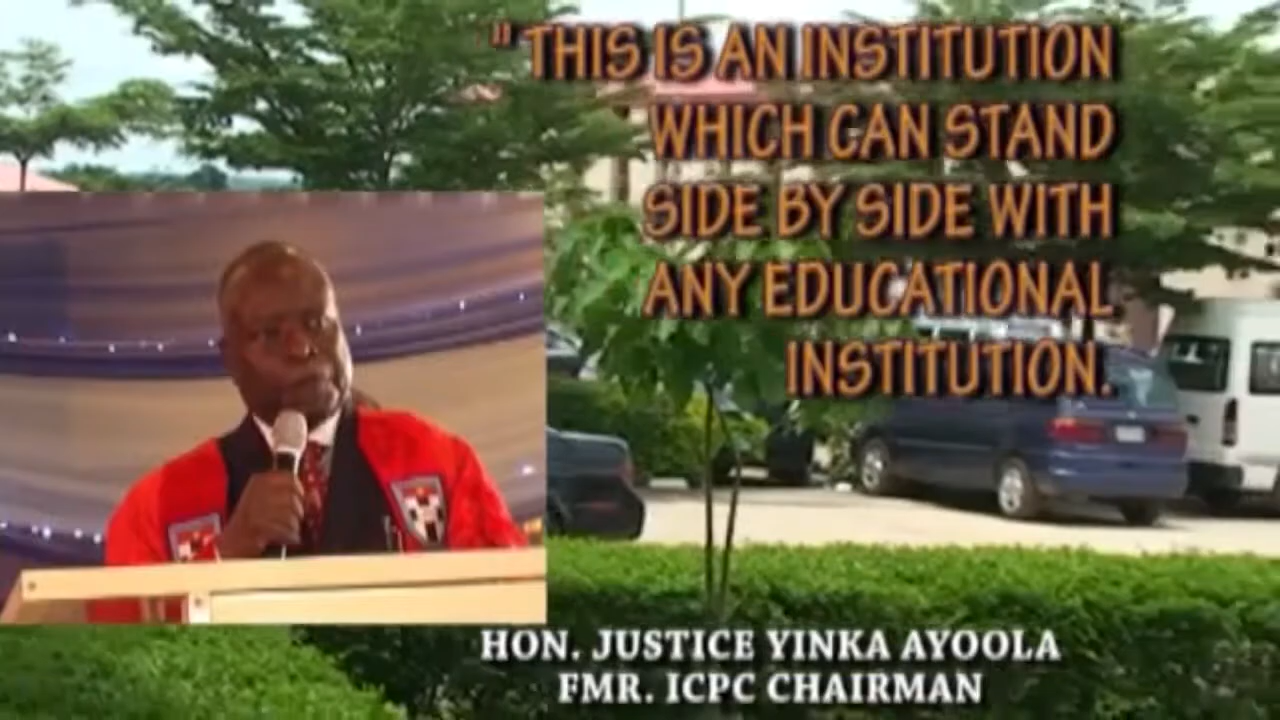 "THIS IS AN INSTITUTION
WHICH CAN STAND
SIDE BY SIDE WITH
ANY EDUCATIONAL
INSTITUTION.
HON. JUSTICE YINKA AYOOLA
FMR. ICPC CHAIRMAN